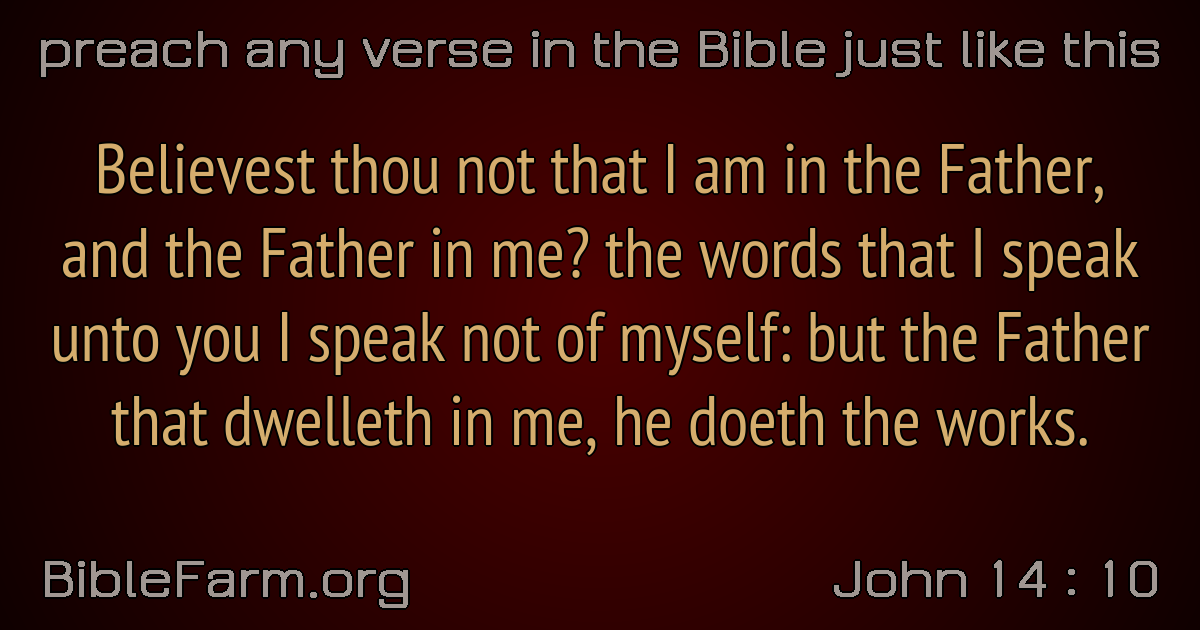 preach any verse in the Bible just like this
Believest thou not that I am in the Father,
and the Father in me? the words that I speak
unto you I speak not of myself: but the Father
that dwelleth in me, he doeth the works.
BibleFarm.org
John 14 : 10